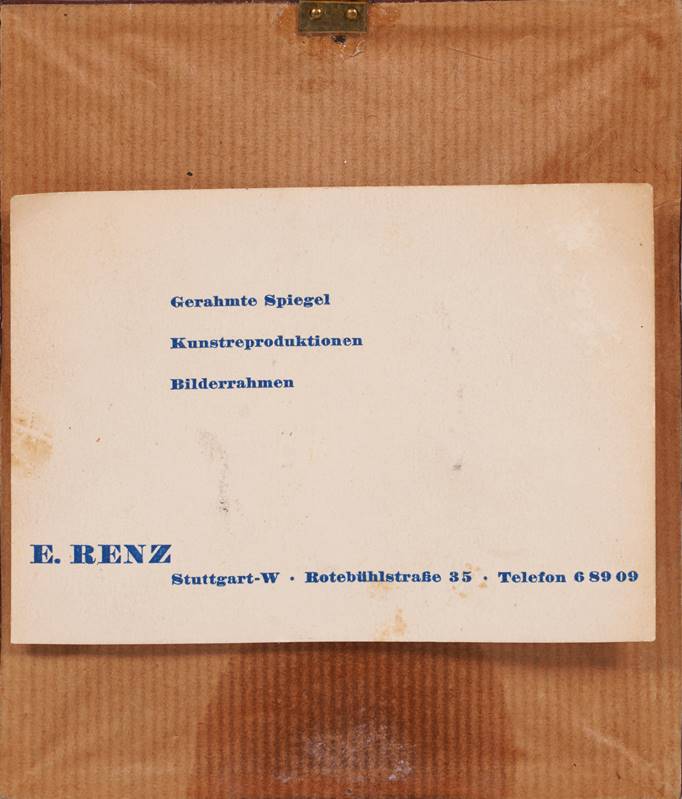 Gerahmte Spiegel
Kunstreproduktionen
Bilderrahmen
E. RENZ
Stuttgart-W · Rotebühlstraße 35 · Telefon 6 89 09